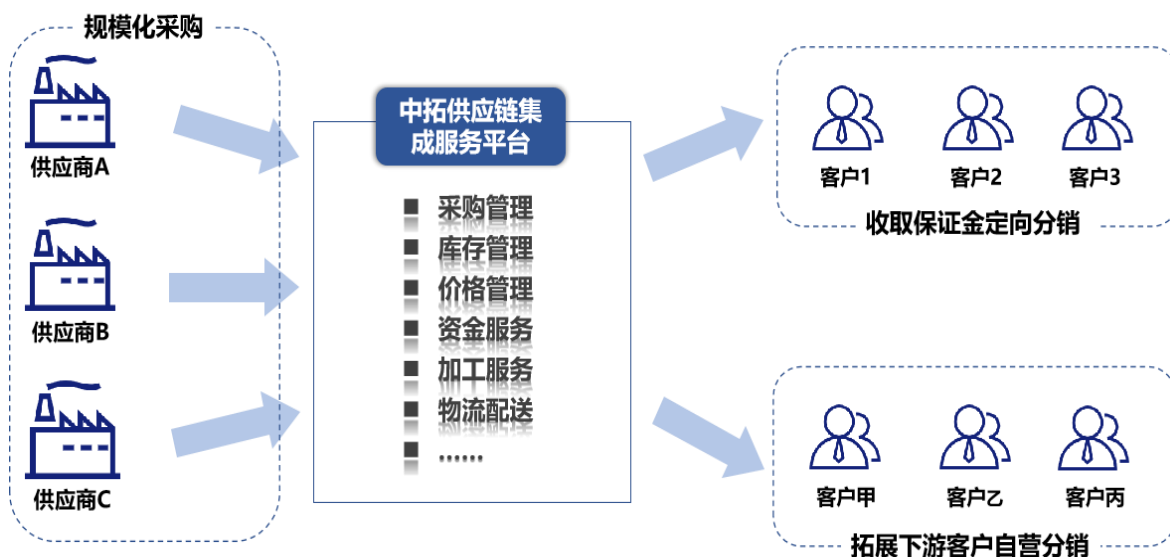 规模化采购
供应商A
供应商B
供应商C
中拓供应链集
成服务平台
■ 采购管理
■ 库存管理
■ 价格管理
■ 资金服务
■ 加工服务
■ 物流配送
■ ……
客户1
客户2
客户3
收取保证金定向分销
客户甲
客户乙
客户丙
拓展下游客户自营分销